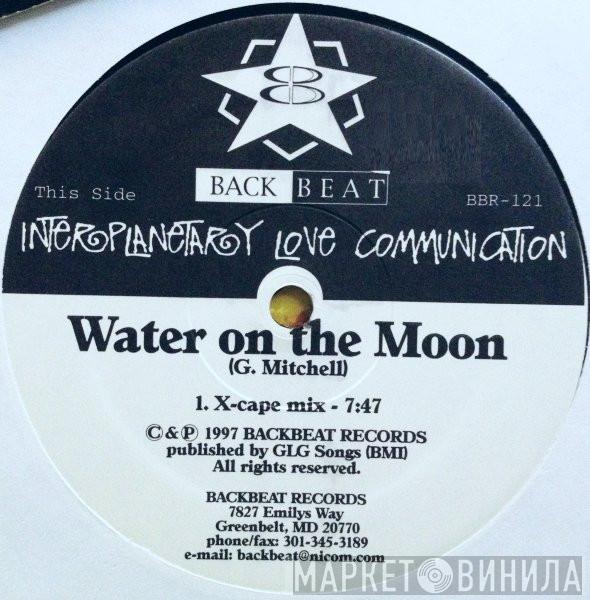 8
BACK BEAT
This Side
BBR-121
INTERPLANETARY LOVE COMMUNICATION
Water on the Moon
(G. Mitchell)
1. X-cape mix - 7:47
© & ℗ 1997 BACKBEAT RECORDS
published by GLG Songs (BMI)
All rights reserved.
BACKBEAT RECORDS
7827 Emilys Way
Greenbelt, MD 20770
phone/fax: 301-345-3189
e-mail: backbeat@nicom.com
МАРКЕТ ВИНИЛА